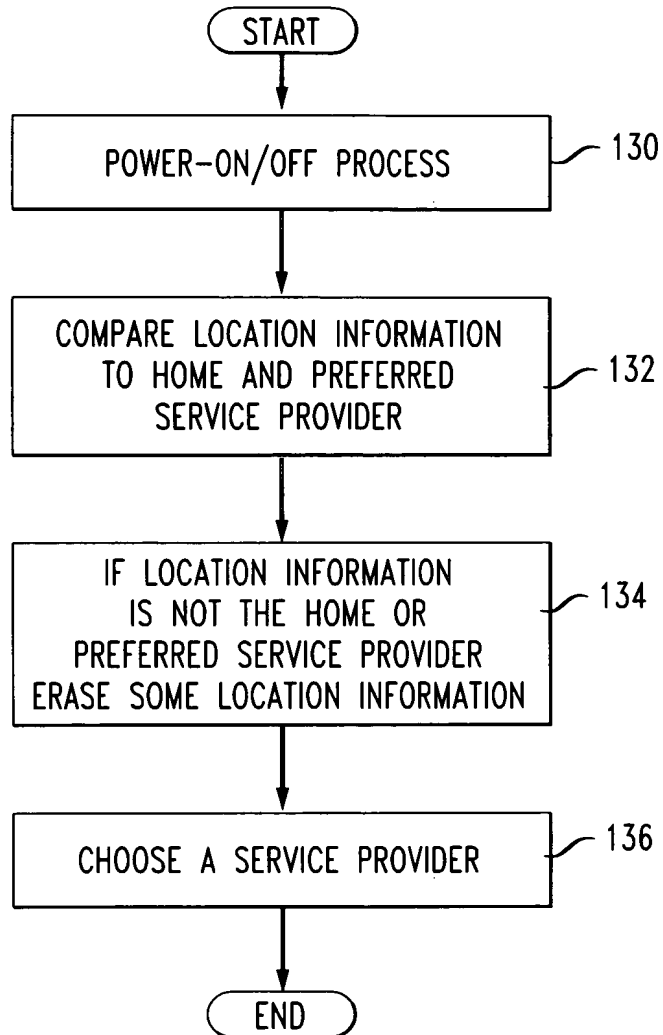 START
POWER-ON/OFF PROCESS
130
COMPARE LOCATION INFORMATION
TO HOME AND PREFERRED
SERVICE PROVIDER
132
IF LOCATION INFORMATION
IS NOT THE HOME OR
PREFERRED SERVICE PROVIDER
ERASE SOME LOCATION INFORMATION
134
CHOOSE A SERVICE PROVIDER
136
END